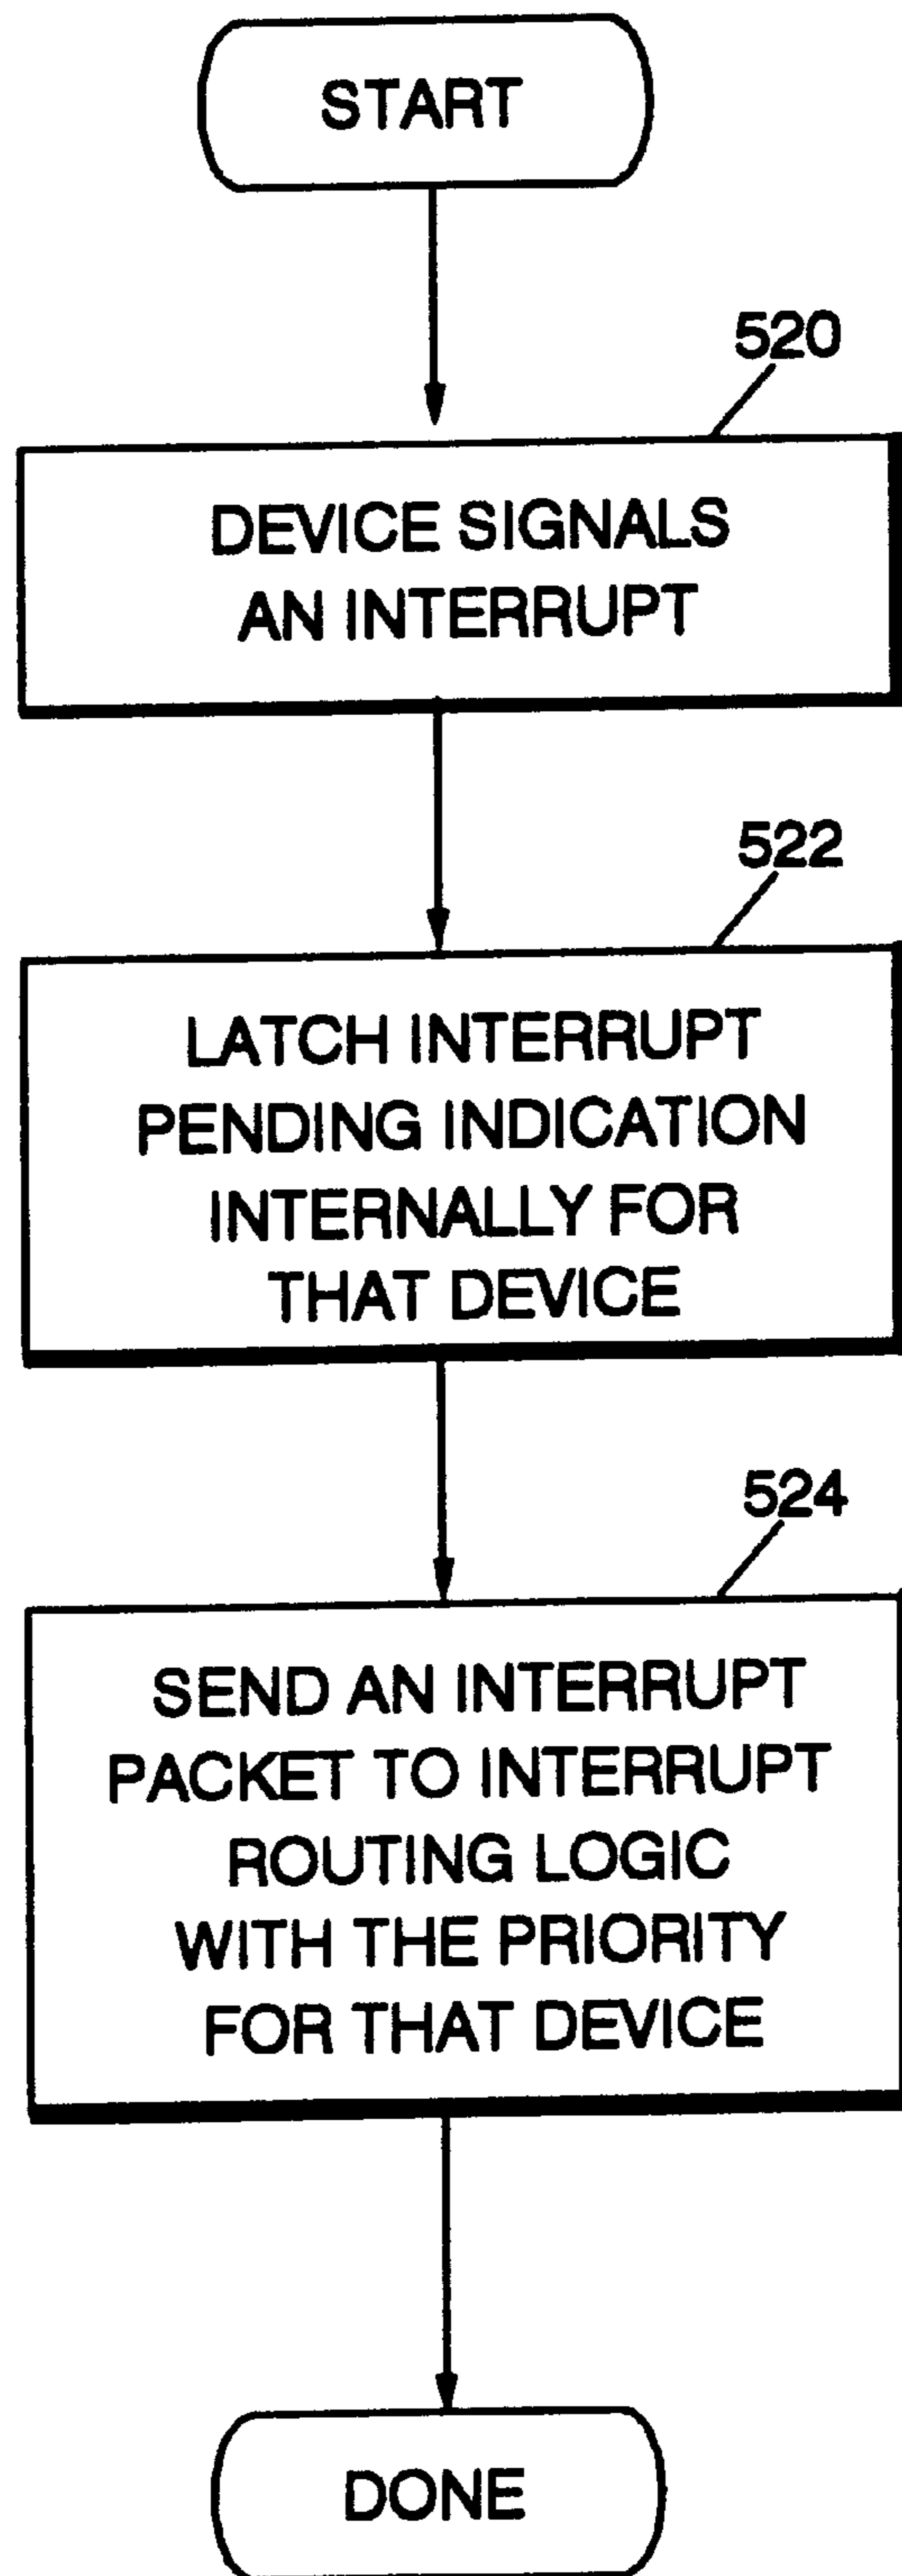 START
520
DEVICE SIGNALS
AN INTERRUPT
522
LATCH INTERRUPT
PENDING INDICATION
INTERNALLY FOR
THAT DEVICE
524
SEND AN INTERRUPT
PACKET TO INTERRUPT
ROUTING LOGIC
WITH THE PRIORITY
FOR THAT DEVICE
DONE